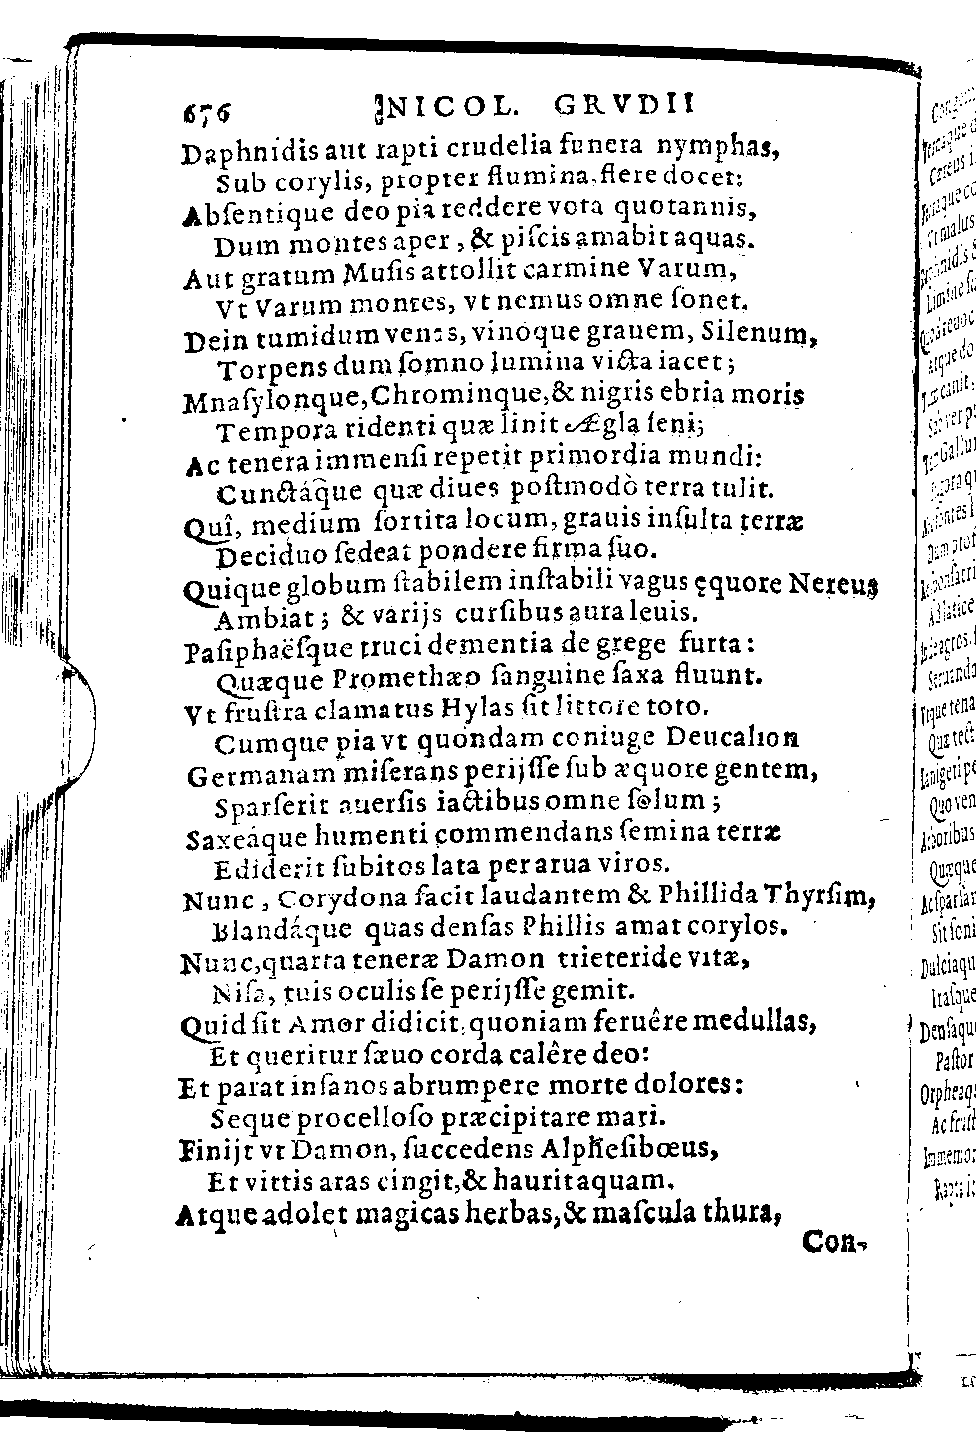 676 NICOL. GRVDII
Daphnidis aut rapti crudelia funera nymphas,
Sub corylis, propter flumina, flere docet:
Abſentique deo pia reddere vota quotannis,
Dum montes aper, & piſcis amabit aquas.
Aut gratum Muſis attollit carmine Varum,
Vt Varum montes, vt nemus omne ſonet.
Dein tumidum venis, vinóque grauem, Silenum,
Torpens dum ſomno lumina victa iacet;
Mnaſylonque, Chrominque, & nigris ebria moris
Tempora ridenti quæ linit Ægla ſeni;
Ac tenera immenſi repetit primordia mundi:
Cunctáq̃ue quæ diues poſtmodò terra tulit.
Quî, medium ſortita locum, grauis inſulta terræ
Deciduo ſedeat pondere firma ſuo.
Quique globum ſtabilem inſtabili vagus ęquore Nereus
Ambiat; & varijs curſibus aura leuis.
Paſiphaëſque truci dementia de grege furta:
Quæque Promethæo ſanguine ſaxa fluunt.
Vt fruſtra clamatus Hylas ſit littore toto.
Cumque pia vt quondam coniuge Deucalion
Germanam miſerans perijſſe ſub æquore gentem,
Sparſerit auerſis iactibus omne ſolum;
Saxeáque humenti commendans ſemina terræ
Ediderit ſubitos lata per arua viros.
Nunc, Corydona facit laudantem & Phillida Thyrſim,
Blandáque quas denſas Phillis amat corylos.
Nunc, quarta teneræ Damon trieteride vitæ,
Niſa, tuis oculis ſe perijſſe gemit.
Quid ſit Amor didicit, quoniam feruêre medullas,
Et queritur ſæuo corda calêre deo:
Et parat inſanos abrumpere morte dolores:
Seque procelloſo præcipitare mari.
Finijt vt Damon, ſuccedens Alpheſibœus,
Et vittis aras cingit, & haurit aquam.
Atque adolet magicas herbas, & maſcula thura,
Con-